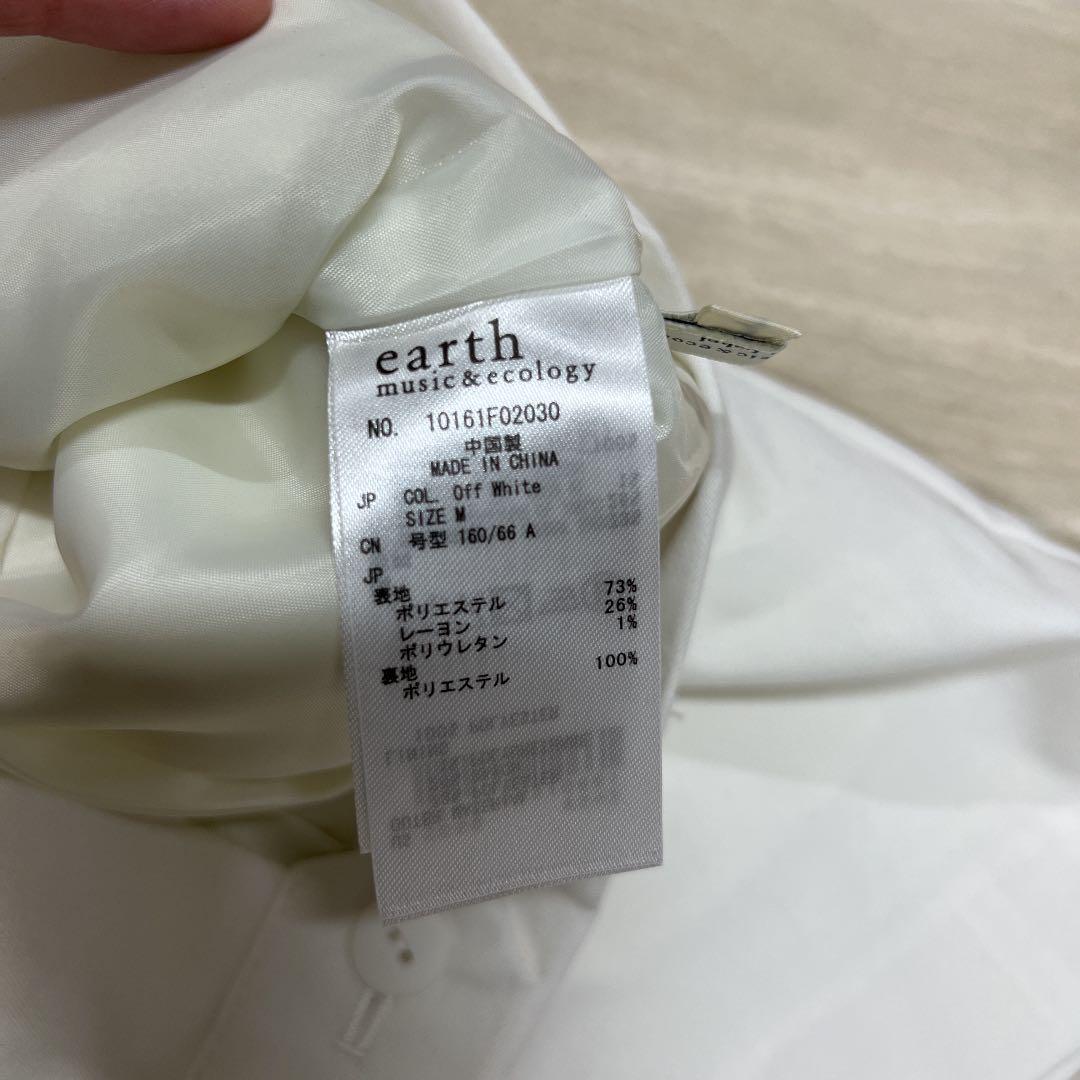 earth
music&ecology
NO. 10161F02030
中国製
MADE IN CHINA
JP COL. Off White
SIZE M
CN 号型 160/66 A
JP
表地
ポリエステル 73%
レーヨン 26%
ポリウレタン 1%
裏地
ポリエステル 100%
Label